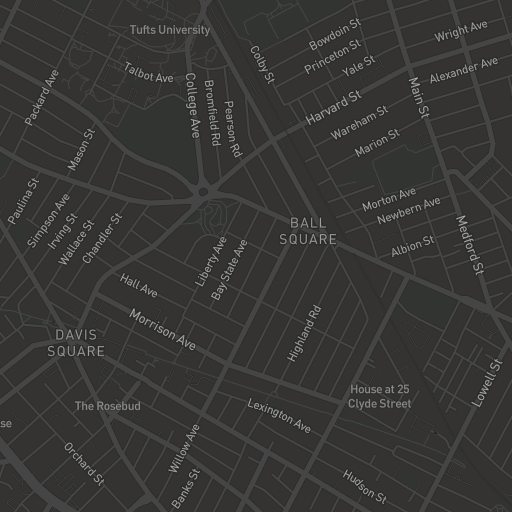 Tufts University
Bowdoin St
Wright Ave
Princeton St
Colby St
Yale St
Alexander Ave
Talbot Ave
Packard Ave
College Ave
Bromfield Rd
Pearson Rd
Harvard St
Main St
Wareham St
Marion St
Mason St
Paulina St
Simpson Ave
Irving St
Wallace St
Chandler St
Morton Ave
Newbern Ave
BALL
SQUARE
Medford St
Albion St
Liberty Ave
Bay State Ave
Hall Ave
Morrison Ave
Highland Rd
DAVIS
SQUARE
House at 25
Clyde Street
Lowell St
The Rosebud
Lexington Ave
se
Willow Ave
Orchard St
Banks St
Hudson St